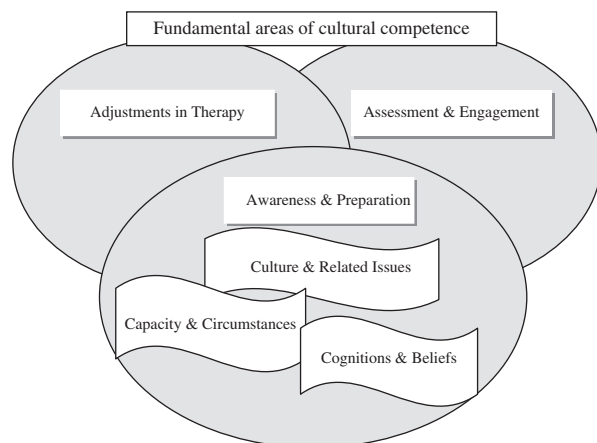 Fundamental areas of cultural competence
Adjustments in Therapy
Assessment & Engagement
Awareness & Preparation
Culture & Related Issues
Capacity & Circumstances
Cognitions & Beliefs